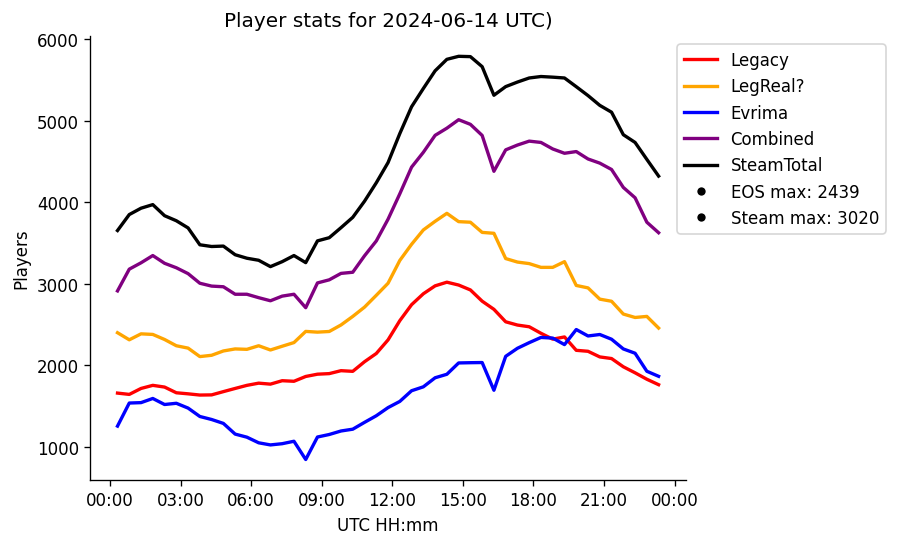 Player stats for 2024-06-14 UTC)
6000
5000
4000
3000
2000
1000
Players
00:00 03:00 06:00 09:00 12:00 15:00 18:00 21:00 00:00
UTC HH:mm
Legacy
LegReal?
Evrima
Combined
SteamTotal
EOS max: 2439
Steam max: 3020